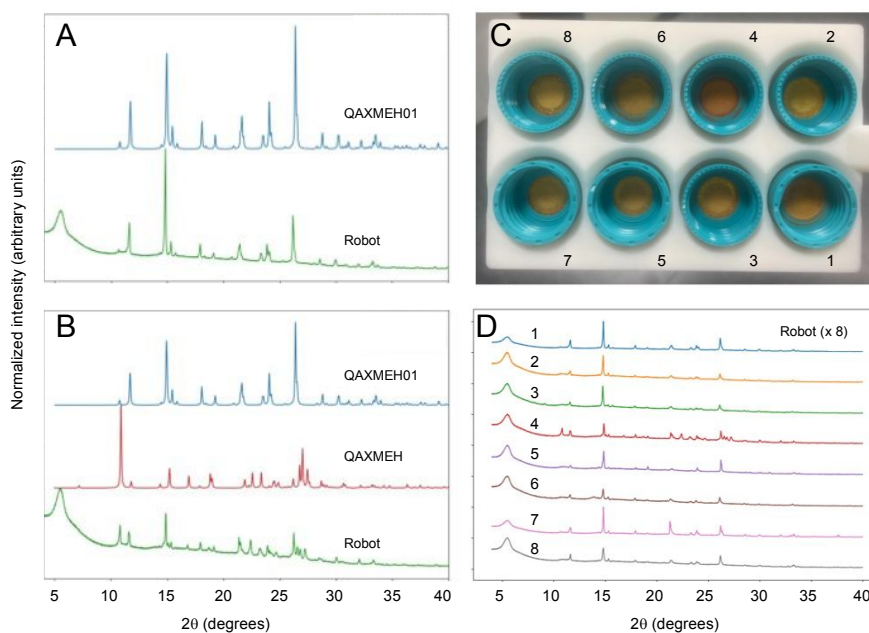 A
QAXMEH01
Robot
B
QAXMEH01
QAXMEH
Robot
5 10 15 20 25 30 35 40
2θ (degrees)
Normalized intensity (arbitrary units)
C
8 6 4 2
7 5 3 1
D
Robot (x 8)
1
2
3
4
5
6
7
8
5 10 15 20 25 30 35 40
2θ (degrees)